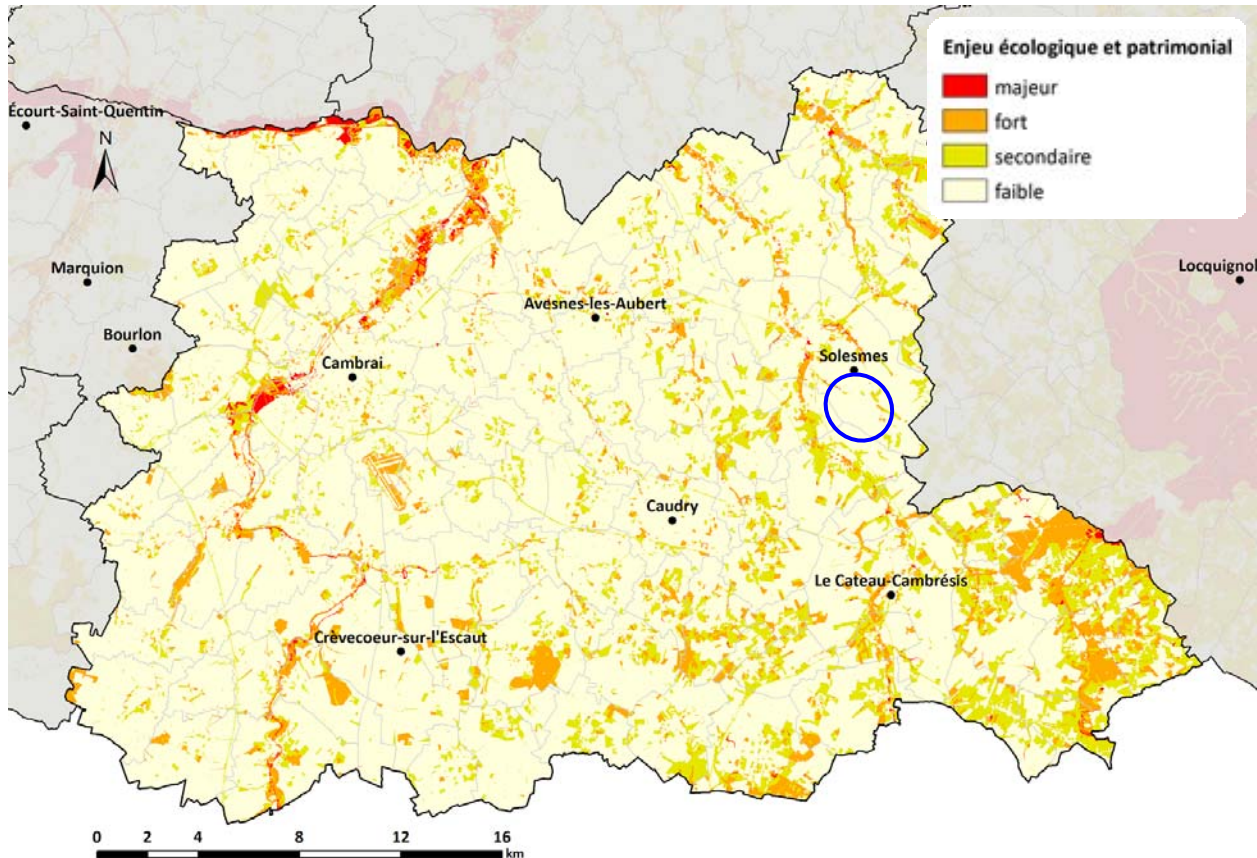 Enjeu écologique et patrimonial
majeur
fort
secondaire
faible
Écourt-Saint-Quentin
N
Marquion
Locquignol
Avesnes-les-Aubert
Bourlon
Cambrai
Solesmes
Caudry
Le Cateau-Cambrésis
Crèvecoeur-sur-l'Escaut
0 2 4 8 12 16
km